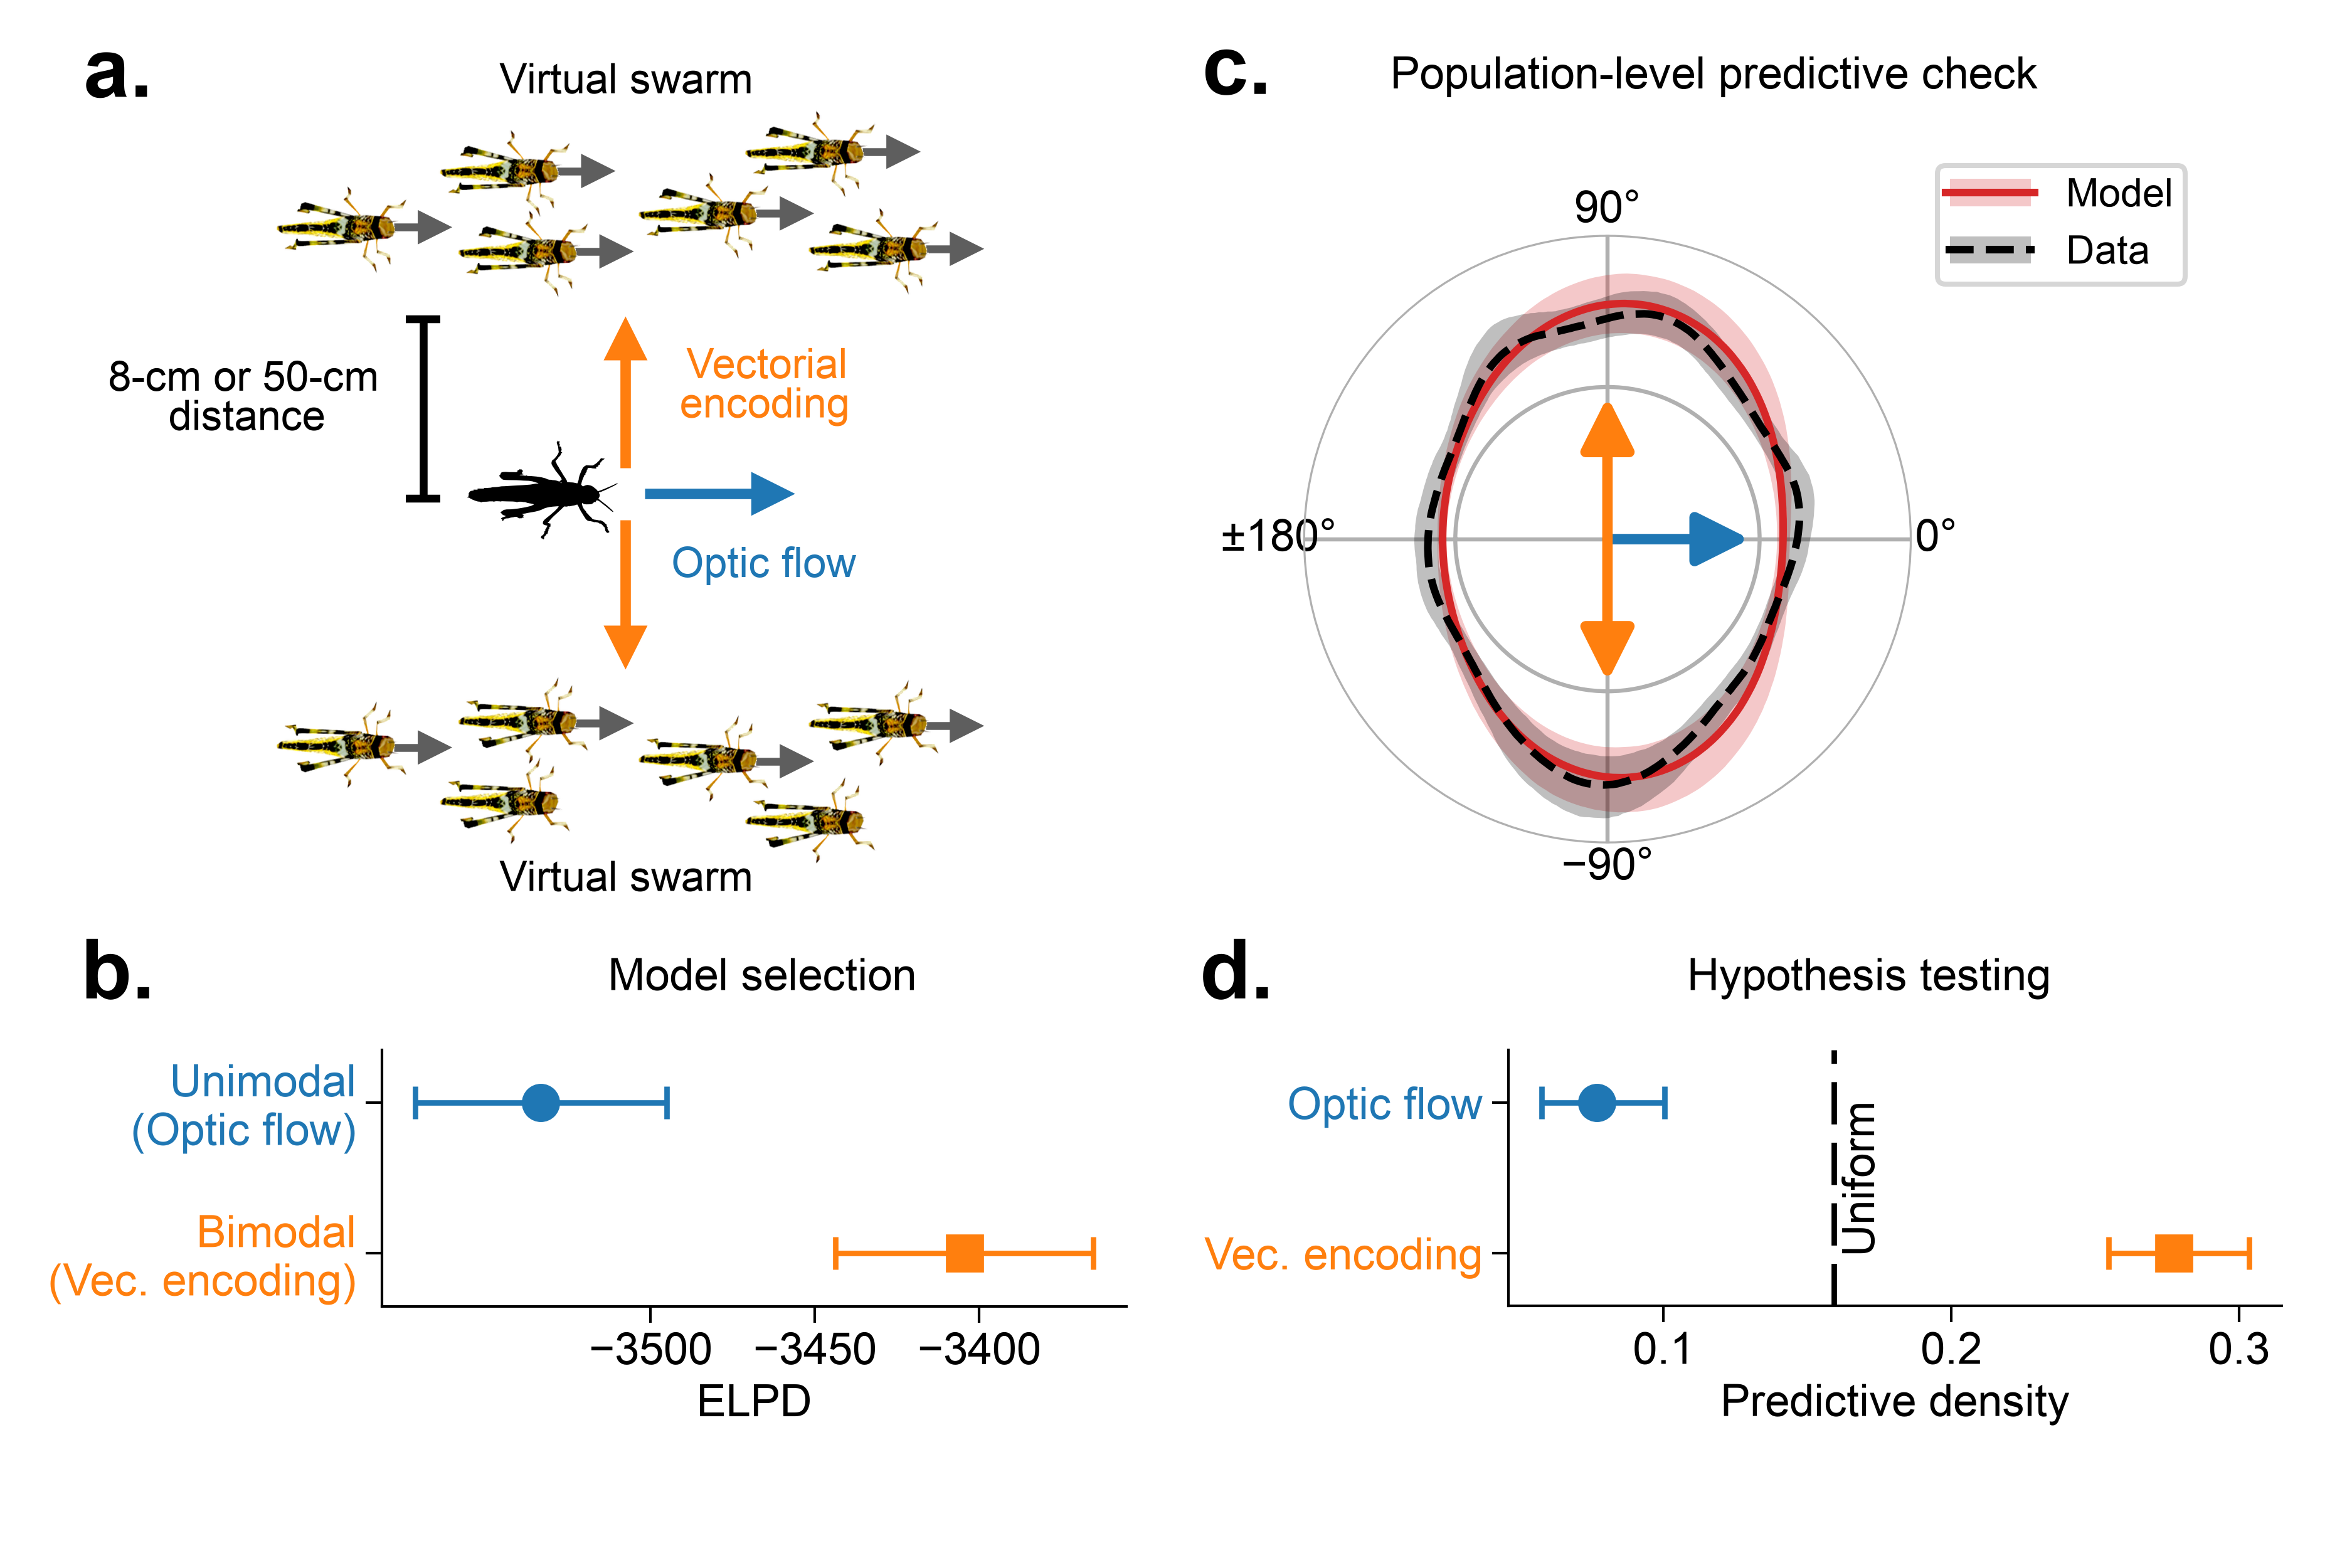 a.
Virtual swarm
8-cm or 50-cm
distance
Vectorial
encoding
Optic flow
Virtual swarm
c.
Population-level predictive check
Model
Data
90°
±180°
0°
−90°
b.
Model selection
Unimodal
(Optic flow)
Bimodal
(Vec. encoding)
−3500
−3450
−3400
ELPD
d.
Hypothesis testing
Optic flow
Vec. encoding
Uniform
0.1
0.2
0.3
Predictive density